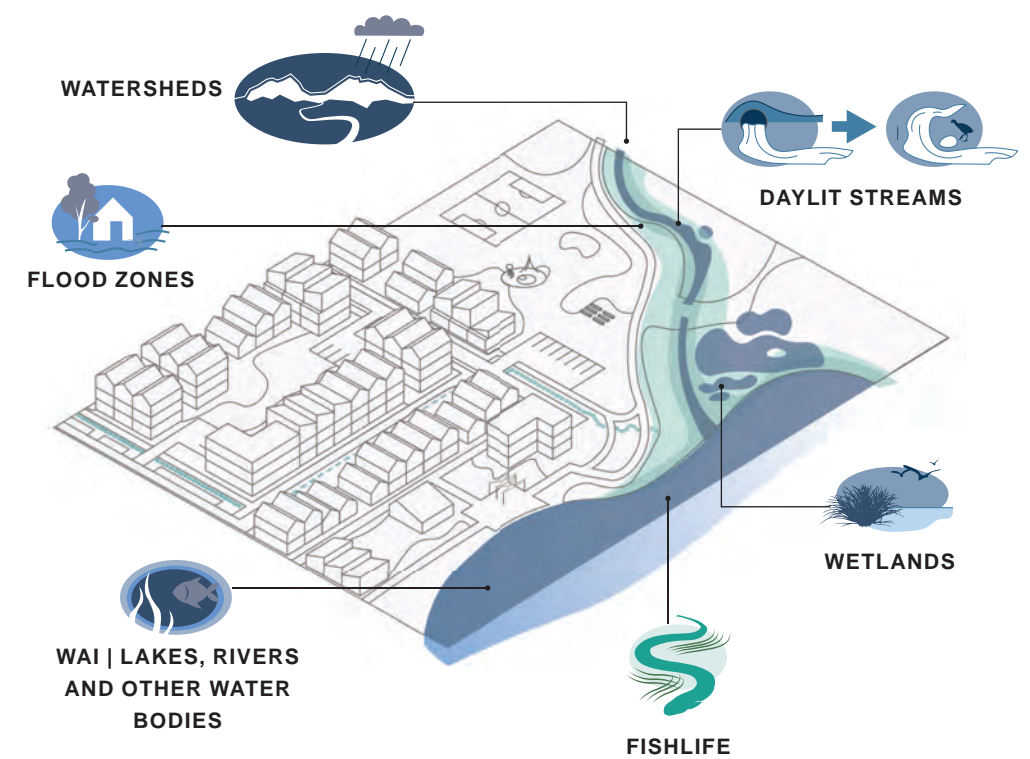 WATERSHEDS
DAYLIT STREAMS
FLOOD ZONES
WETLANDS
WAI | LAKES, RIVERS
AND OTHER WATER
BODIES
FISHLIFE